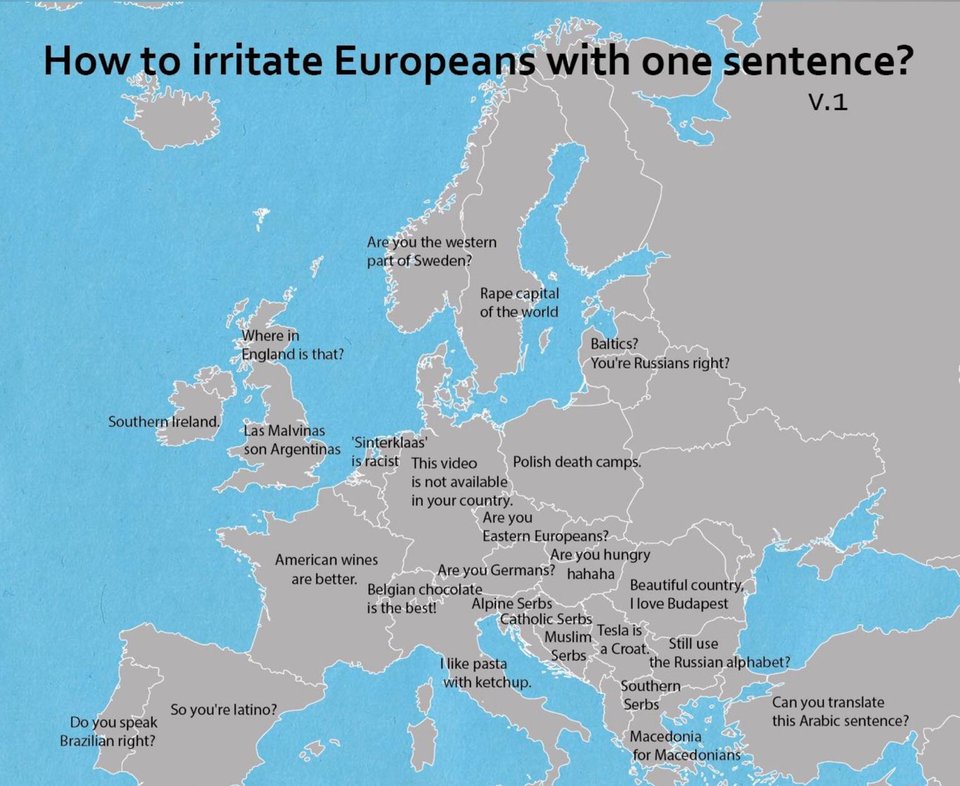 How to irritate Europeans with one sentence?
V.1
Are you the western
part of Sweden?
Rape capital
of the world
Where in
England is that?
Baltics?
You're Russians right?
Southern Ireland.
Las Malvinas
son Argentinas
'Sinterklaas'
is racist
This video
is not available
in your country.
Polish death camps.
Are you
Eastern Europeans?
American wines
are better.
Are you Germans?
Are you hungry
hahaha
Belgian chocolate
is the best!
Beautiful country,
I love Budapest
Alpine Serbs
Catholic Serbs
Muslim
Serbs
Tesla is
a Croat.
Still use
the Russian alphabet?
I like pasta
with ketchup.
Southern
Serbs
So you're latino?
Do you speak
Brazilian right?
Can you translate
this Arabic sentence?
Macedonia
for Macedonians